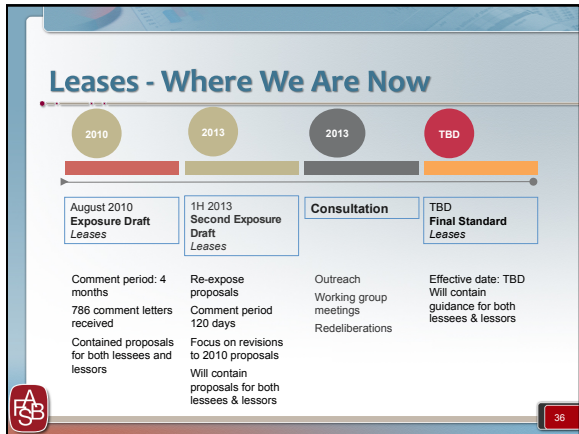 Leases - Where We Are Now
2010
2013
2013
TBD
August 2010
Exposure Draft
Leases
1H 2013
Second Exposure
Draft
Leases
Consultation
TBD
Final Standard
Leases
Comment period: 4
months
786 comment letters
received
Contained proposals
for both lessees and
lessors
Re-expose
proposals
Comment period
120 days
Focus on revisions
to 2010 proposals
Will contain
proposals for both
lessees & lessors
Outreach
Working group
meetings
Redeliberations
Effective date: TBD
Will contain
guidance for both
lessees & lessors
FASB
36